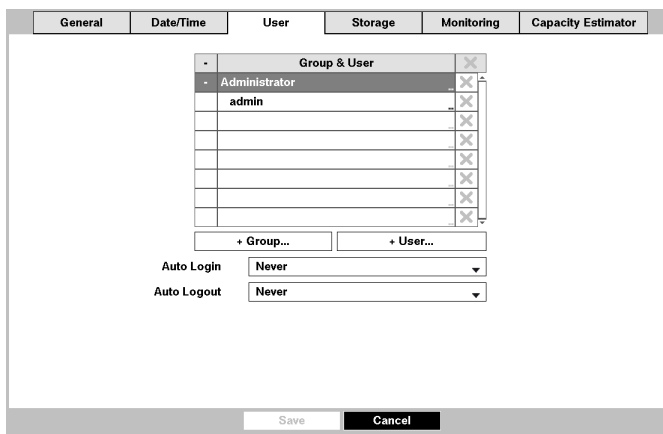 General Date/Time User Storage Monitoring Capacity Estimator
- Group & User
- Administrator
admin
+ Group... + User...
Auto Login Never
Auto Logout Never
Save Cancel